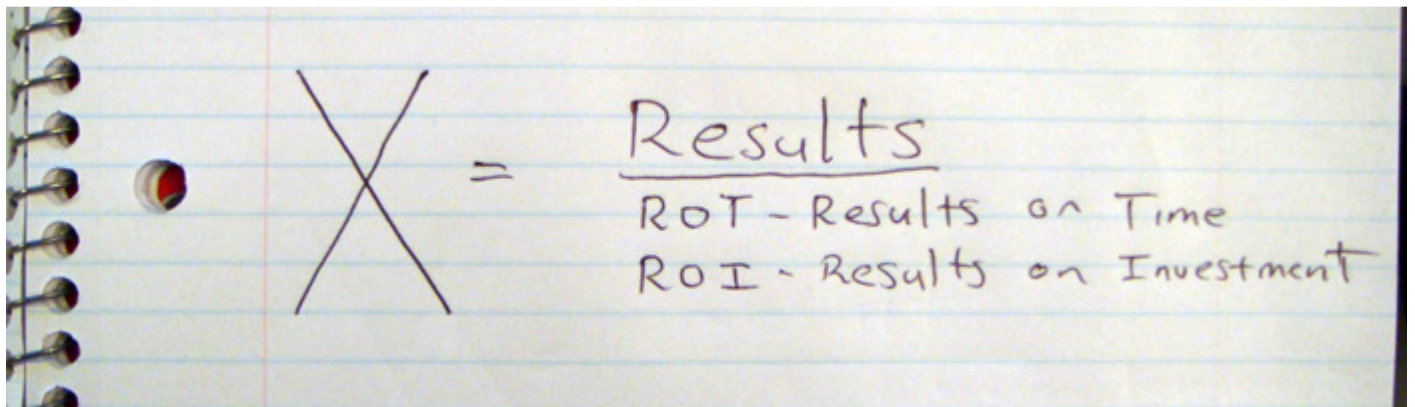 X = Results
ROT - Results on Time
ROI - Results on Investment